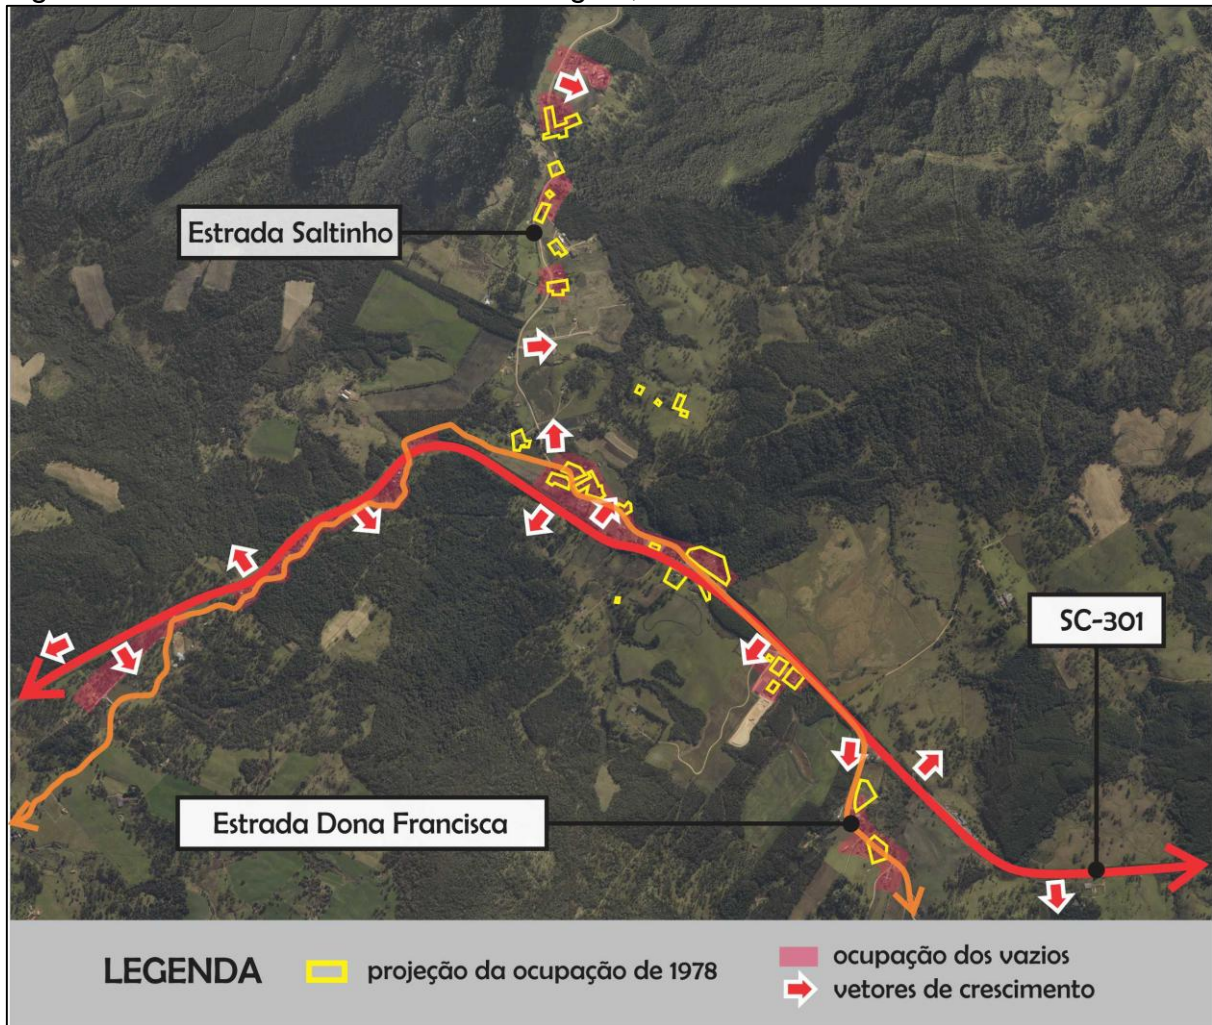 Estrada Saltinho
SC-301
Estrada Dona Francisca
LEGENDA
projeção da ocupação de 1978
ocupação dos vazios
vetores de crescimento